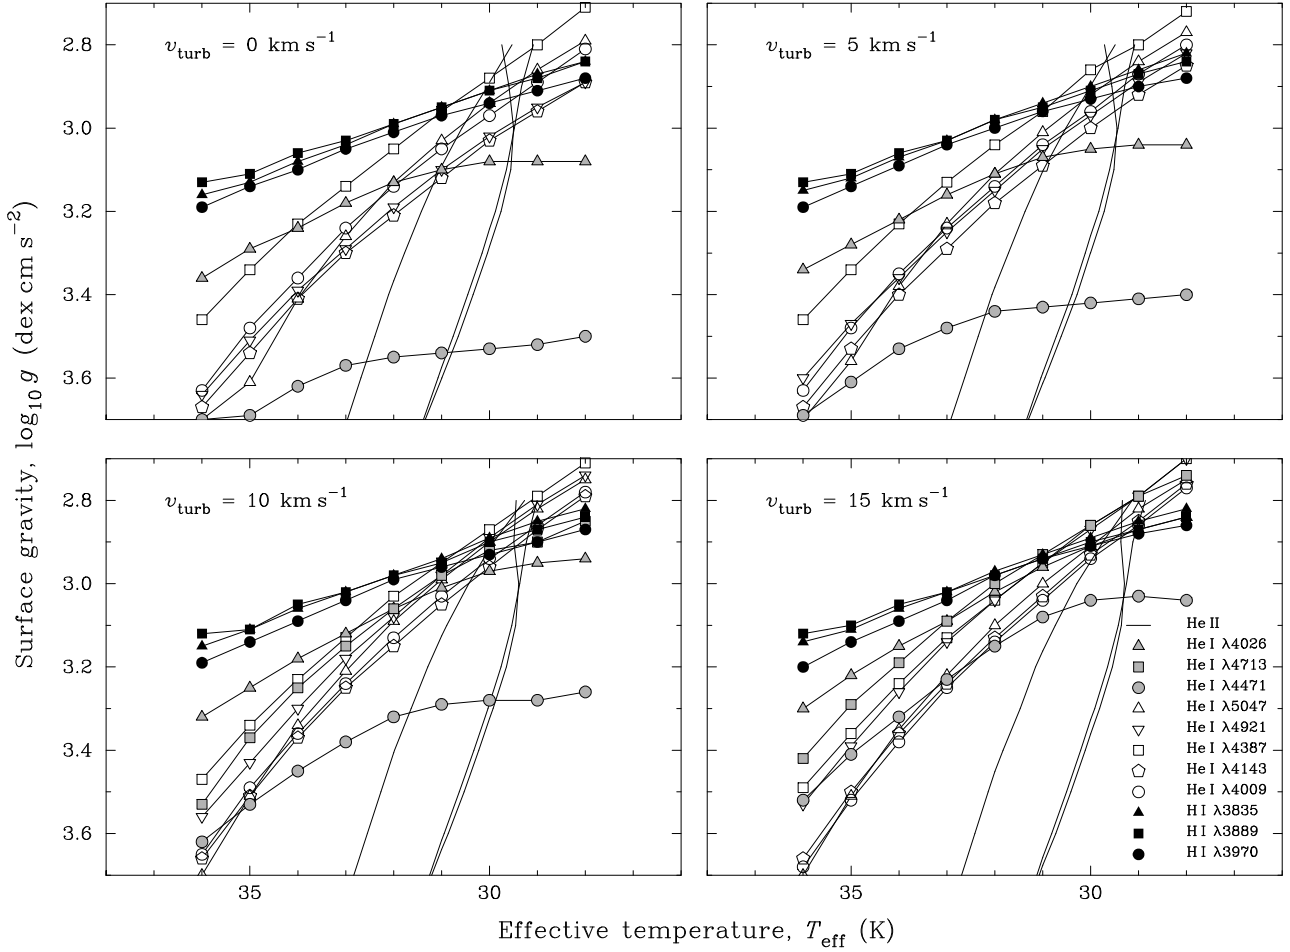 v_turb = 0 km s⁻¹
v_turb = 5 km s⁻¹
2.8
3.0
3.2
3.4
3.6
v_turb = 10 km s⁻¹
v_turb = 15 km s⁻¹
2.8
3.0
3.2
3.4
3.6
Surface gravity, log₁₀ g (dex cm s⁻²)
He II
He I λ4026
He I λ4713
He I λ4471
He I λ5047
He I λ4921
He I λ4387
He I λ4143
He I λ4009
H I λ3835
H I λ3889
H I λ3970
35 30 35 30
Effective temperature, T_eff (K)